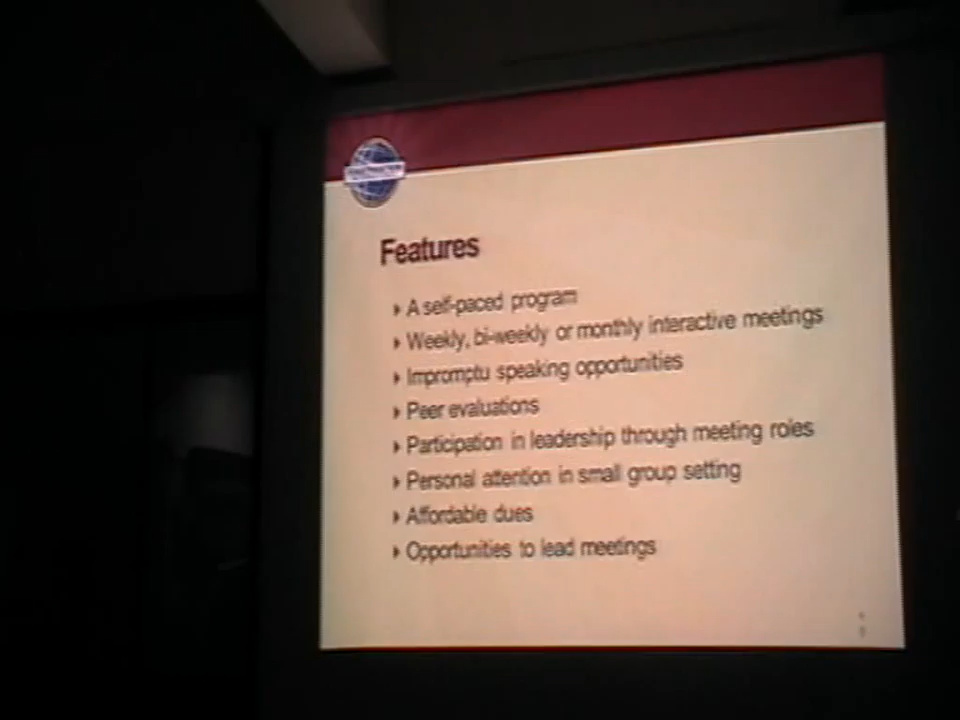 Features
A self-paced program
Weekly, bi-weekly or monthly interactive meetings
Impromptu speaking opportunities
Peer evaluations
Participation in leadership through meeting roles
Personal attention in small group setting
Affordable dues
Opportunities to lead meetings